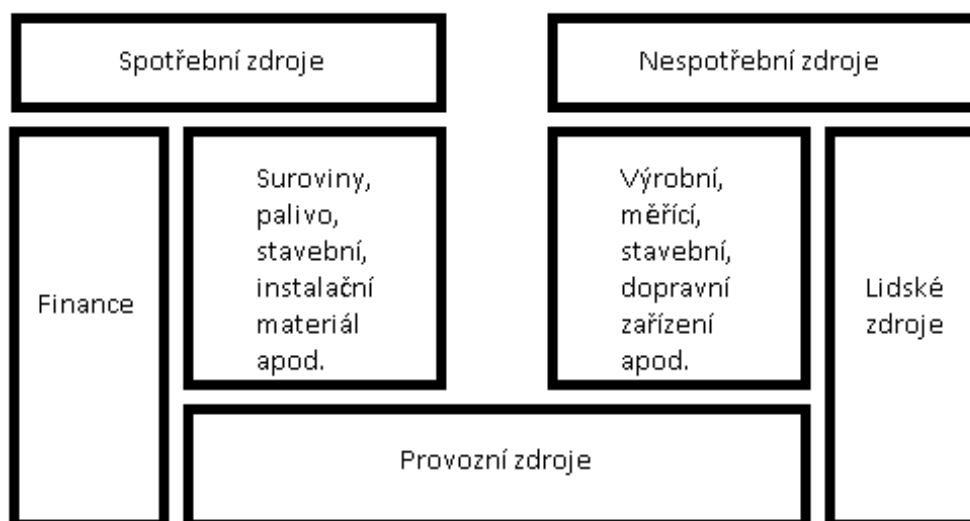 Spotřební zdroje
Nespotřební zdroje
Finance
Suroviny,
palivo,
stavební,
instalační
materiál
apod.
Výrobní,
měřící,
stavební,
dopravní
zařízení
apod.
Lidské
zdroje
Provozní zdroje